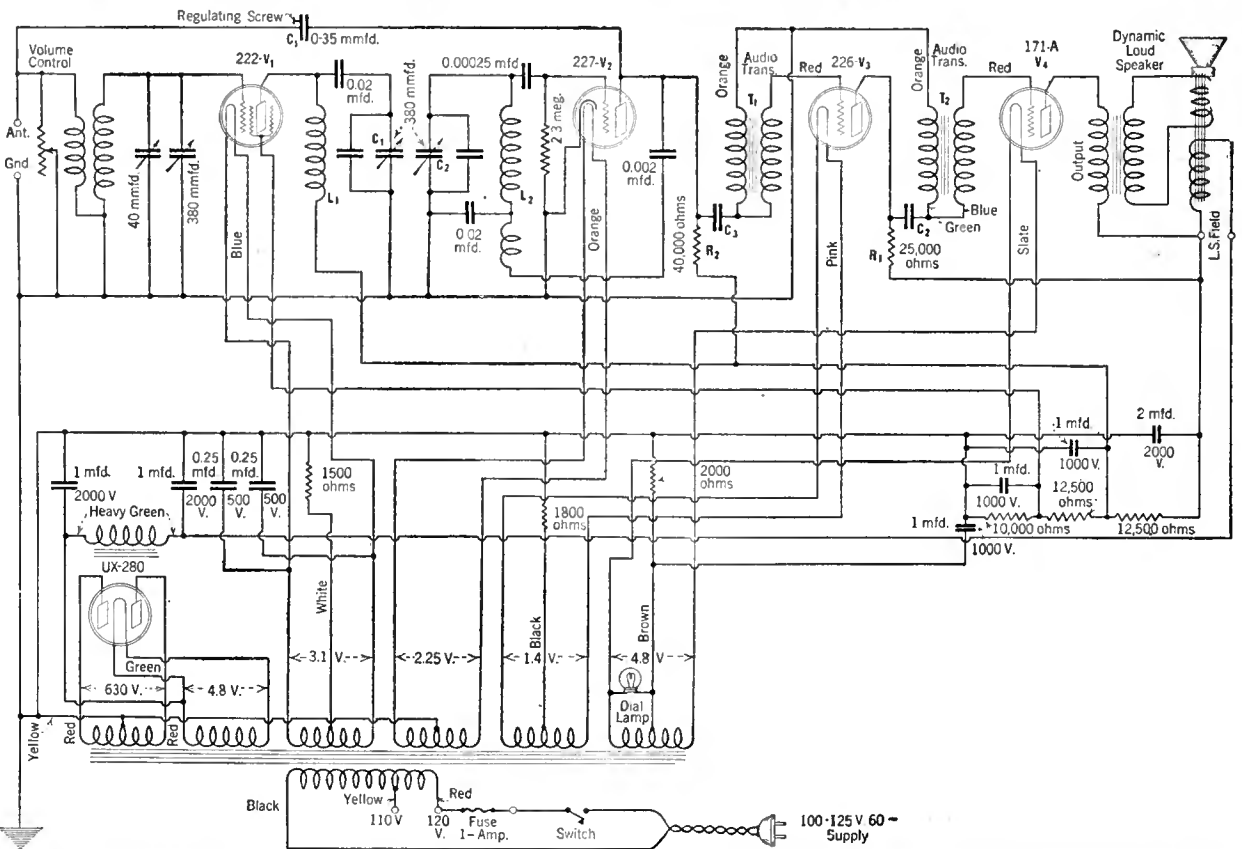 Regulating Screw
C3
0-35 mmfd.
Volume
Control
222-V1
0.02
mfd.
380 mmfd.
0.00025 mfd
227-V2
Orange
Audio
Trans.
Red
226-V3
Orange
Audio
Trans.
Red
171-A
V4
Dynamic
Loud
Speaker
Ant.
Gnd
40 mmfd.
380 mmfd.
L1
C1
C2
L2
2.3 meg.
0.002
mfd.
T1
T2
Output
0.02
mfd.
Blue
Orange
40,000 ohms
R2
C3
Pink
R1
C2
25,000
ohms
Blue
Green
Slate
L.S. Field
1 mfd.
2000 V
1 mfd.
2000
V.
0.25
mfd
500
V.
0.25
mfd.
500
V.
1500
ohms
1800
ohms
2000
ohms
1 mfd.
1000 V.
2 mfd.
2000
V.
1 mfd.
1000 V.
12,500
ohms
1 mfd.
1000 V.
10,000 ohms
12,500 ohms
Heavy Green
UX-280
Green
White
Black
Brown
630 V.
4.8 V.
3.1 V.
2.25 V.
1.4 V
4.8 V
Dial
Lamp
Yellow
Red
Red
Black
Yellow
Red
110 V
120
V.
Fuse
1-Amp.
Switch
100-125 V. 60 ~
Supply